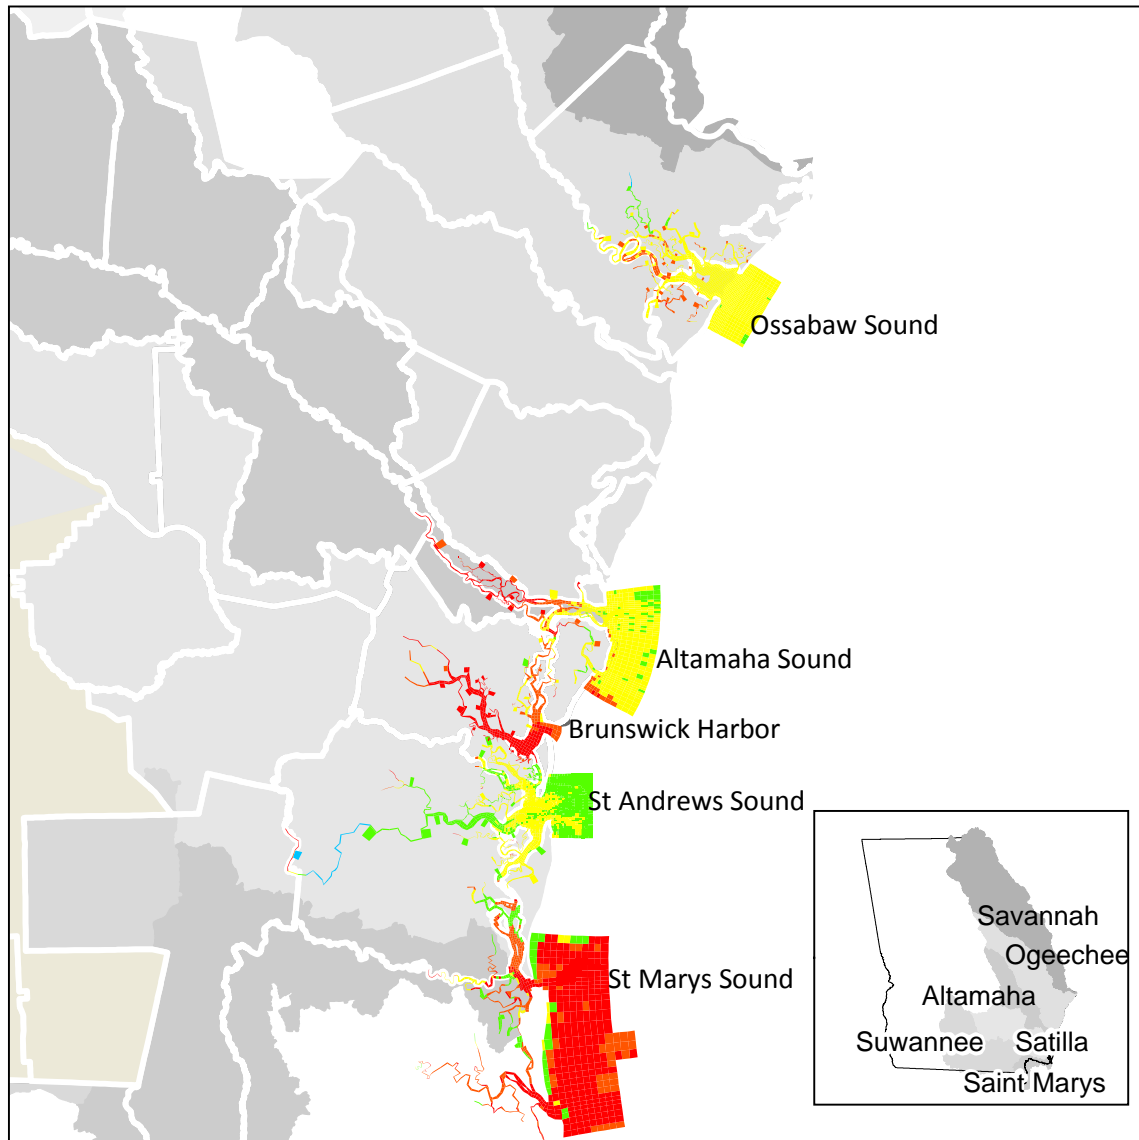 Ossabaw Sound
Altamaha Sound
Brunswick Harbor
St Andrews Sound
St Marys Sound
Savannah
Ogeechee
Altamaha
Suwannee
Satilla
Saint Marys